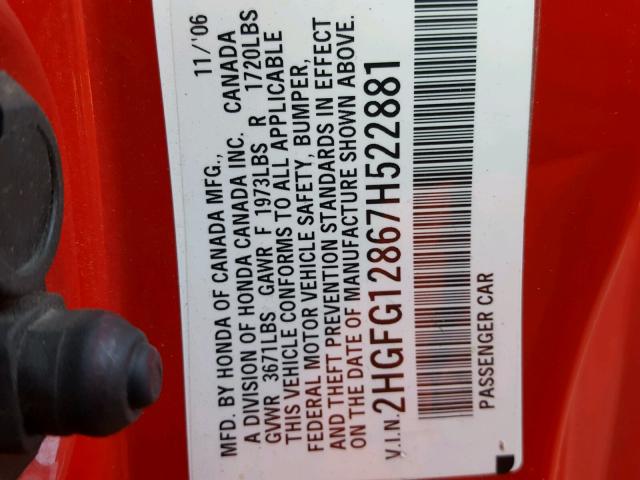 MFD. BY HONDA OF CANADA MFG., 11/'06
A DIVISION OF HONDA CANADA INC. CANADA
GVWR 3671LBS GAWR F 1973LBS R 1720LBS
THIS VEHICLE CONFORMS TO ALL APPLICABLE
FEDERAL MOTOR VEHICLE SAFETY, BUMPER,
AND THEFT PREVENTION STANDARDS IN EFFECT
ON THE DATE OF MANUFACTURE SHOWN ABOVE.
V.I.N. 2HGFG12867H522881
PASSENGER CAR